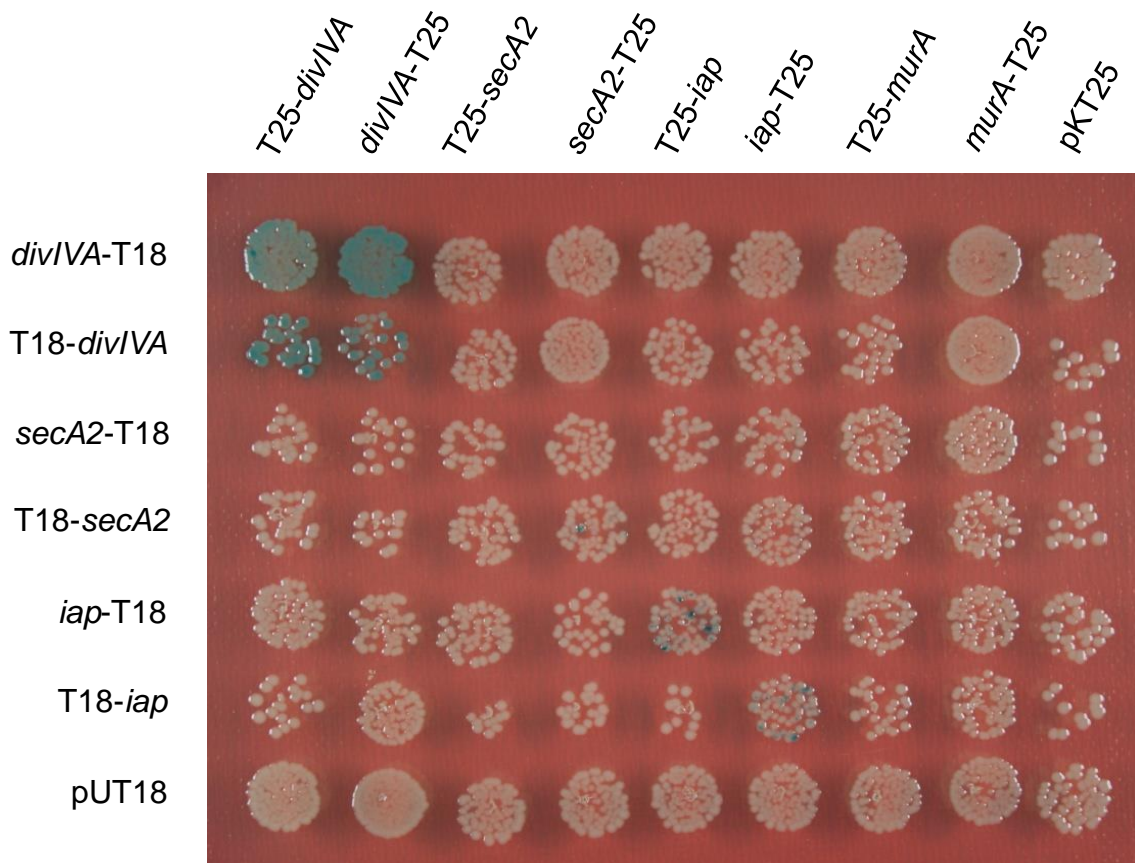 T25-divIVA
divIVA-T25
T25-secA2
secA2-T25
T25-iap
iap-T25
T25-murA
murA-T25
pKT25
divIVA-T18
T18-divIVA
secA2-T18
T18-secA2
iap-T18
T18-iap
pUT18